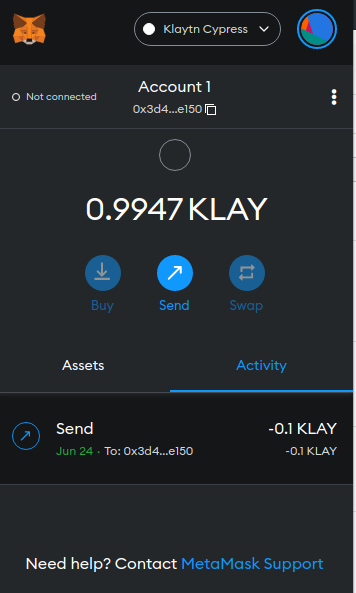 Klaytn Cypress
Not connected
Account 1
0x3d4...e150
0.9947 KLAY
Buy Send Swap
Assets Activity
Send -0.1 KLAY
Jun 24 · To: 0x3d4...e150 -0.1 KLAY
Need help? Contact MetaMask Support